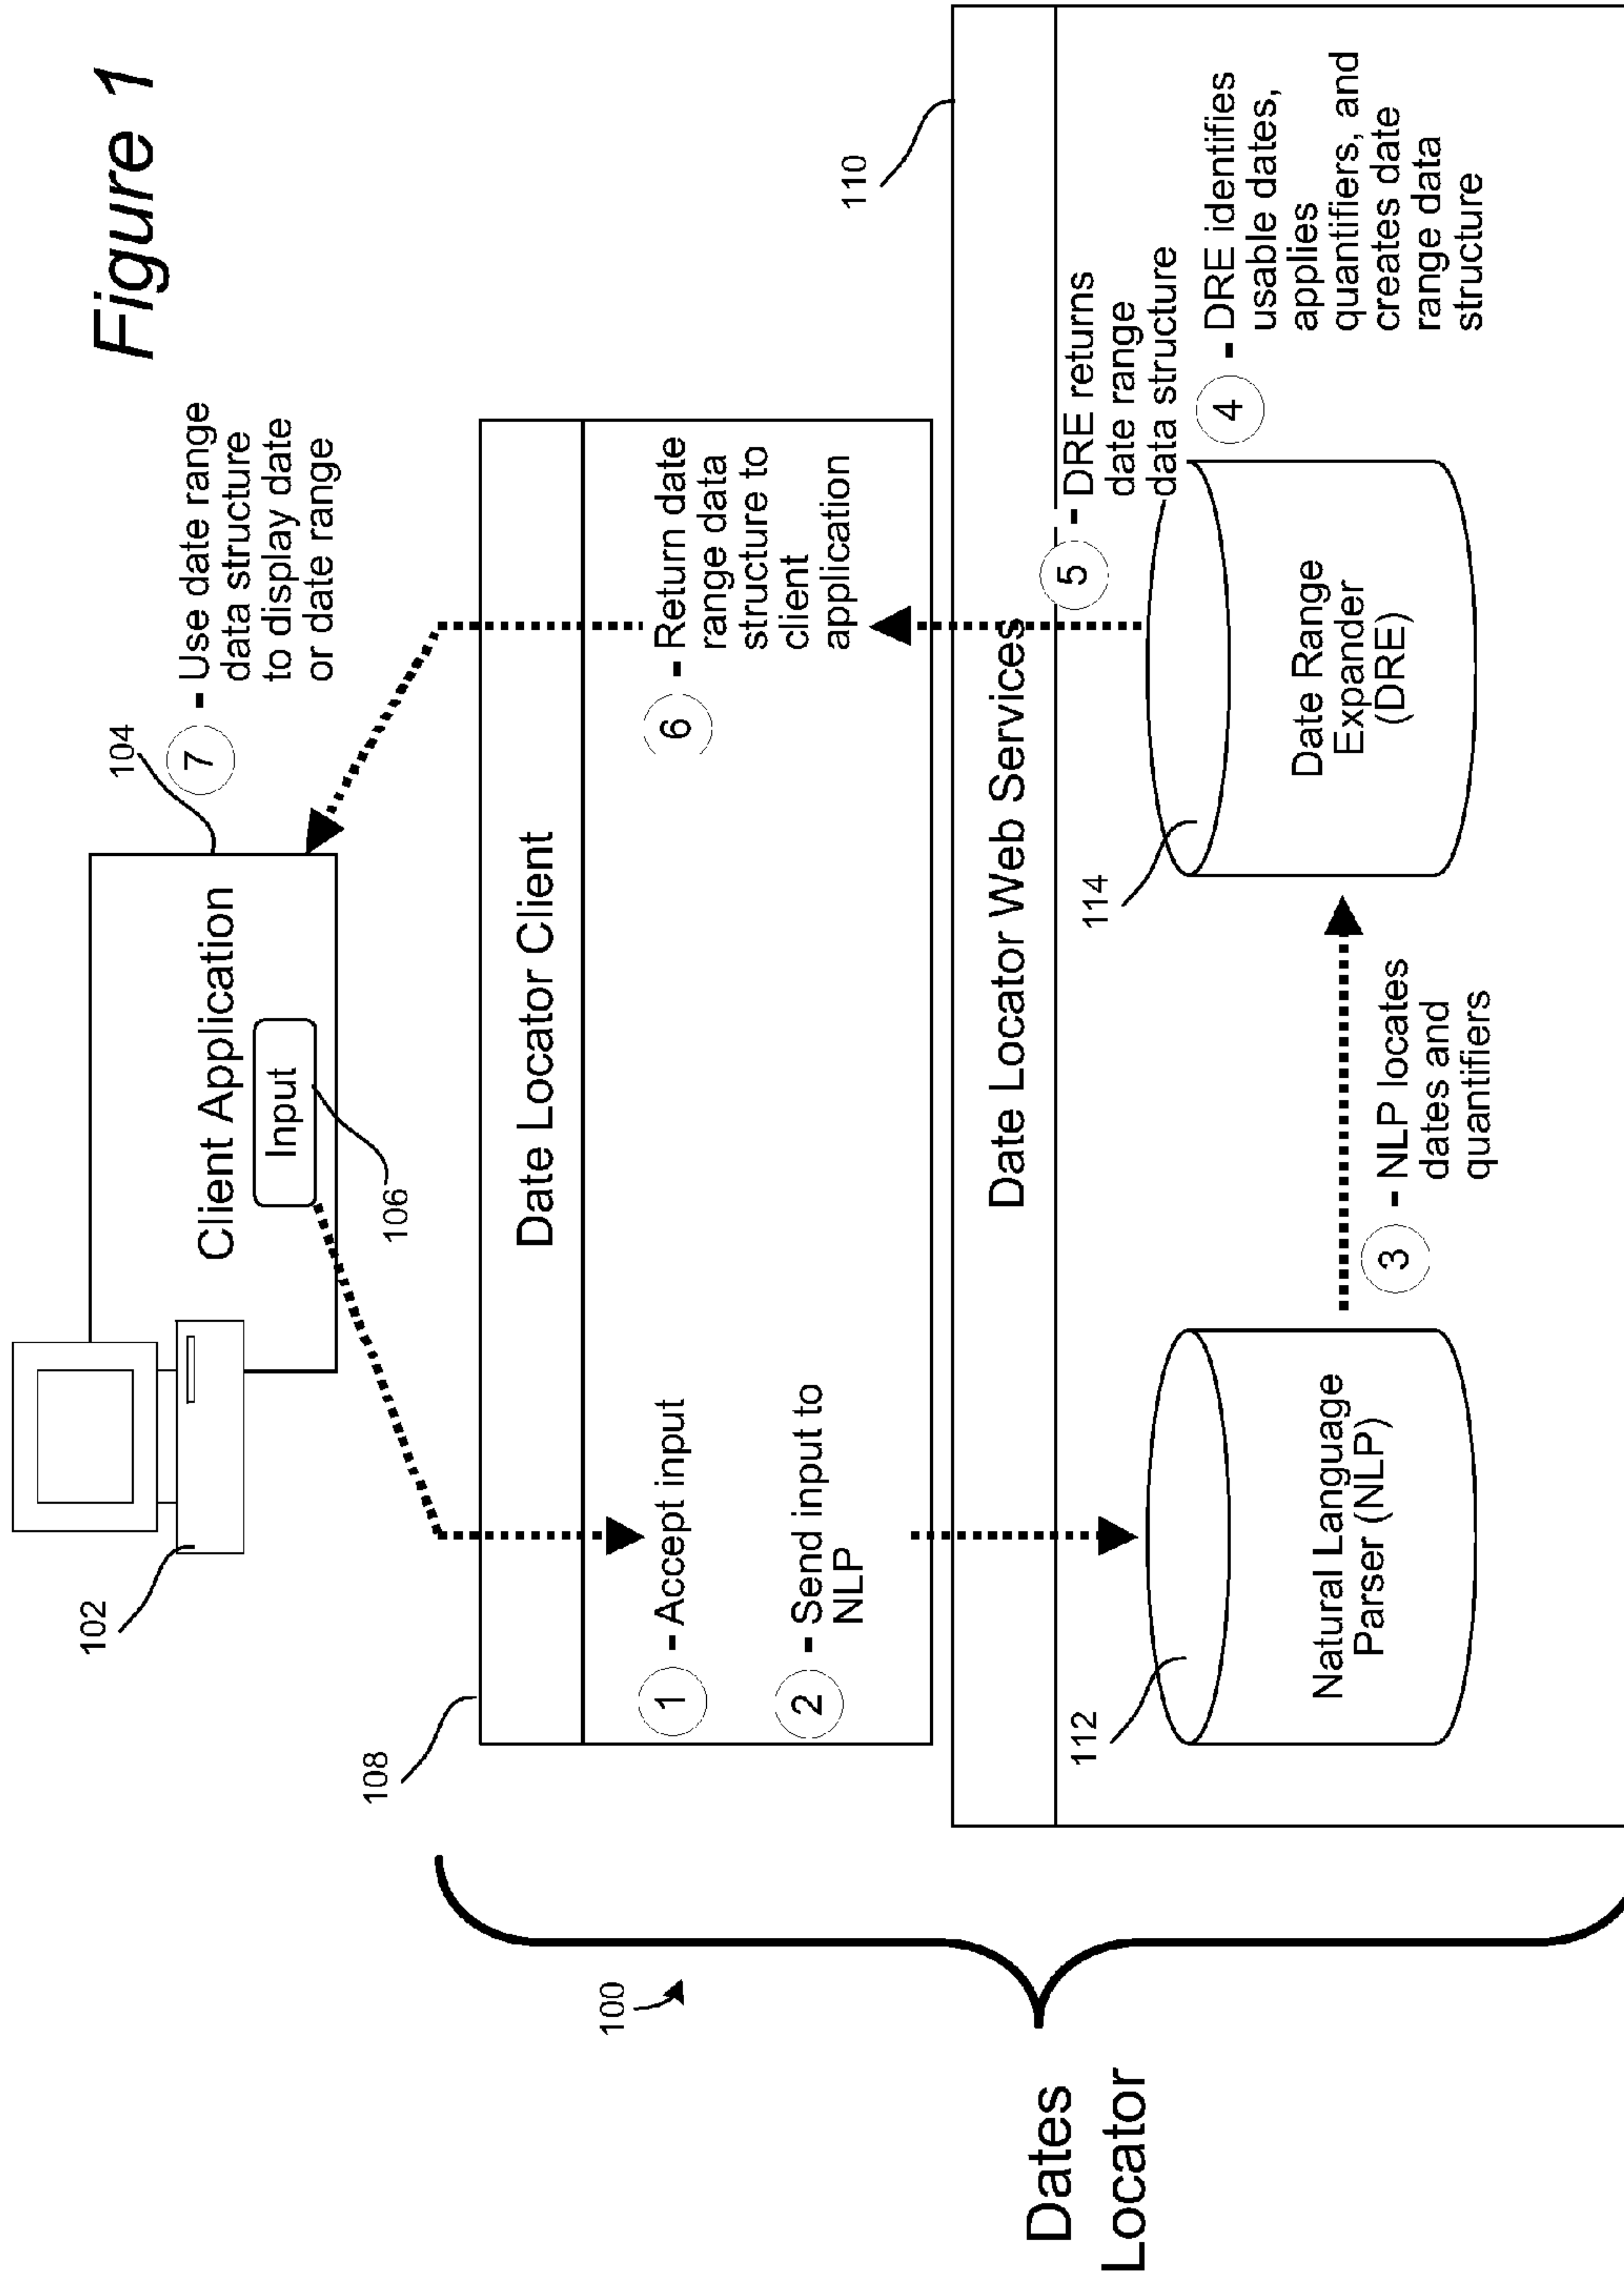 Figure 1
102
104
Client Application
Input
106
7 - Use date range
data structure
to display date
or date range
108
Date Locator Client
1 - Accept input
2 - Send input to
NLP
6 - Return date
range data
structure to
client
application
100
Dates
Locator
110
Date Locator Web Services
5 - DRE returns
date range
data structure
112
Natural Language
Parser (NLP)
3 - NLP locates
dates and
quantifiers
114
Date Range
Expander
(DRE)
4 - DRE identifies
usable dates,
applies
quantifiers, and
creates date
range data
structure